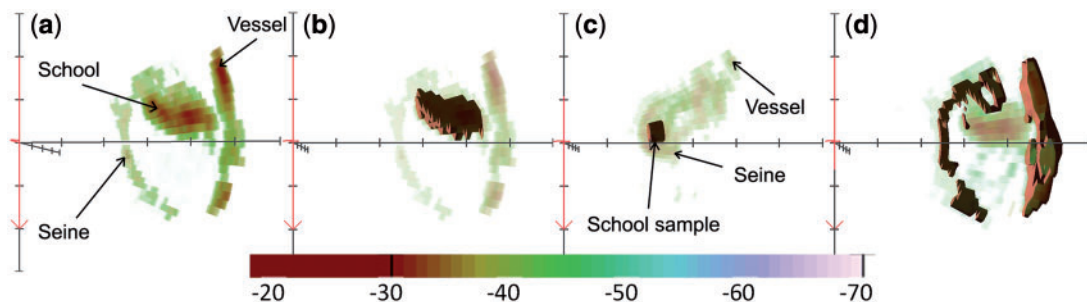 (a)
Vessel
School
Seine
(b)
(c)
Vessel
Seine
School sample
(d)
-20 -30 -40 -50 -60 -70